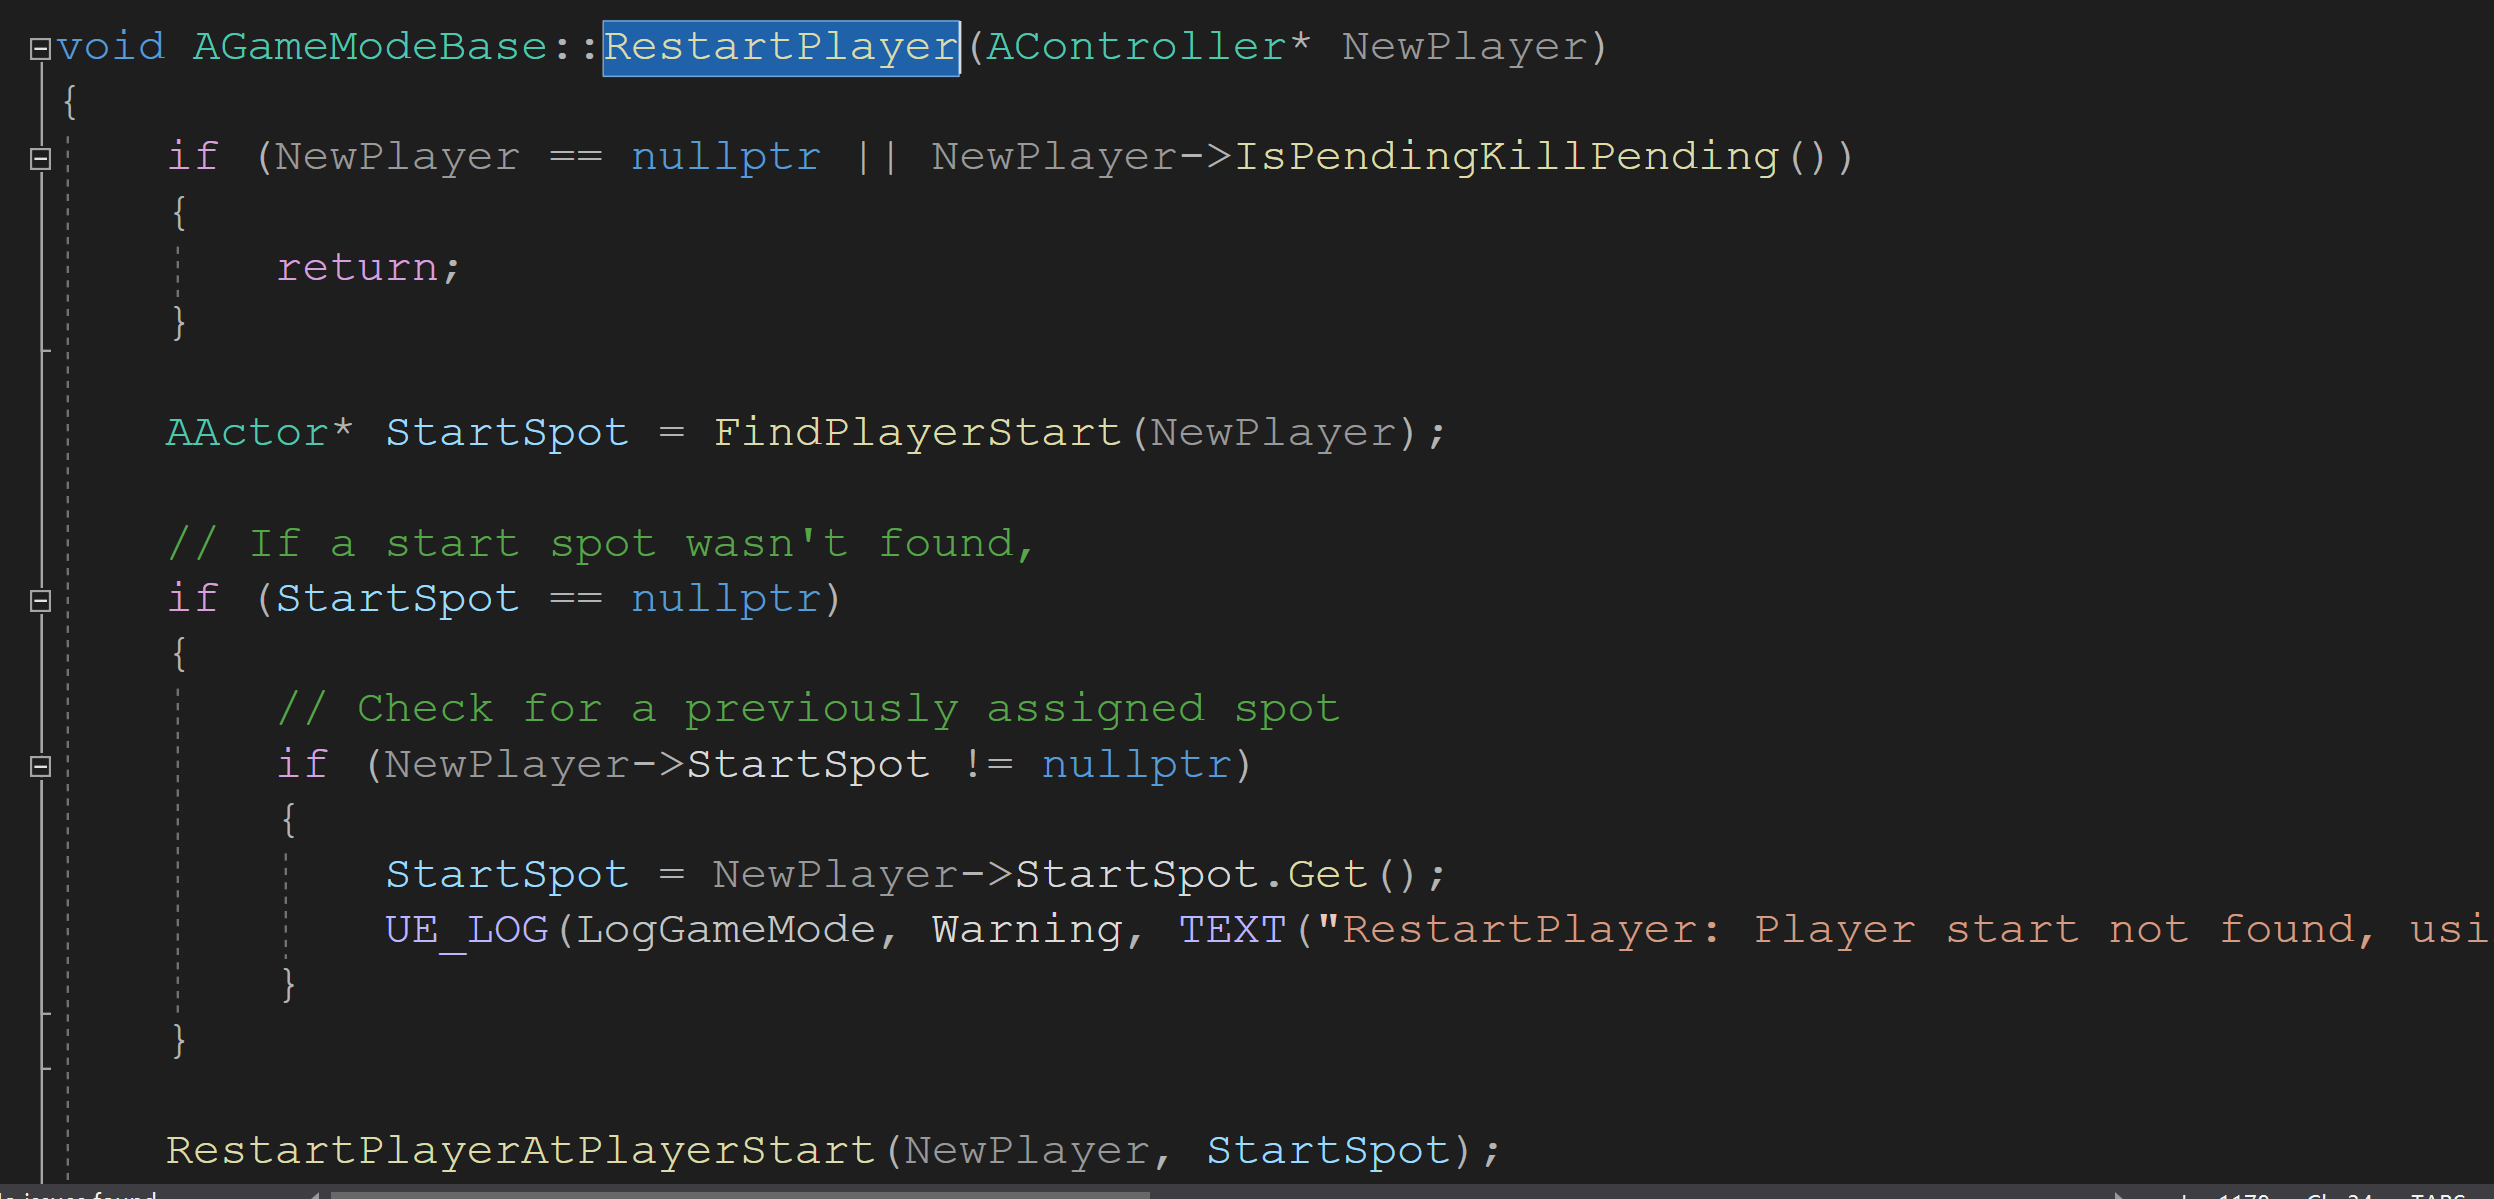 void AGameModeBase::RestartPlayer(AController* NewPlayer)
{
if (NewPlayer == nullptr || NewPlayer->IsPendingKillPending())
{
return;
}
AActor* StartSpot = FindPlayerStart(NewPlayer);
// If a start spot wasn't found,
if (StartSpot == nullptr)
{
// Check for a previously assigned spot
if (NewPlayer->StartSpot != nullptr)
{
StartSpot = NewPlayer->StartSpot.Get();
UE_LOG(LogGameMode, Warning, TEXT("RestartPlayer: Player start not found, usi
}
}
RestartPlayerAtPlayerStart(NewPlayer, StartSpot);
issues found